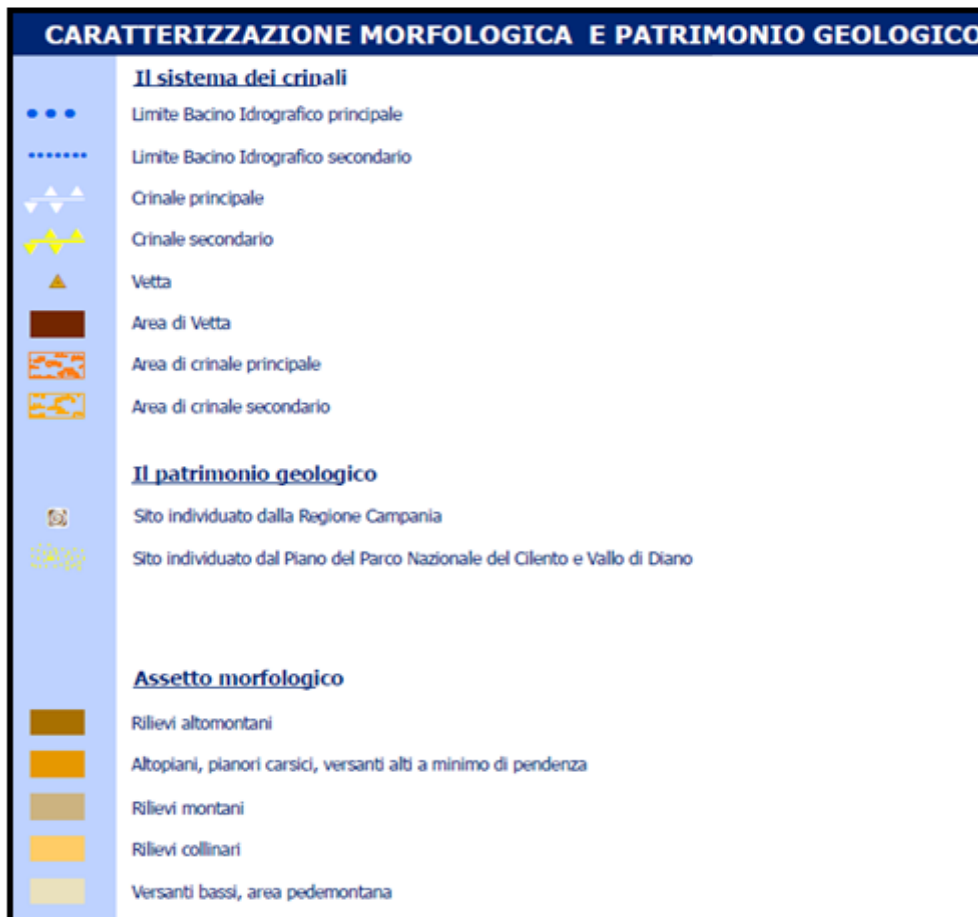 CARATTERIZZAZIONE MORFOLOGICA E PATRIMONIO GEOLOGICO
Il sistema dei crinali
Limite Bacino Idrografico principale
Limite Bacino Idrografico secondario
Crinale principale
Crinale secondario
Vetta
Area di Vetta
Area di crinale principale
Area di crinale secondario
Il patrimonio geologico
Sito individuato dalla Regione Campania
Sito individuato dal Piano del Parco Nazionale del Cilento e Vallo di Diano
Assetto morfologico
Rilievi altomontani
Altopiani, pianori carsici, versanti alti a minimo di pendenza
Rilievi montani
Rilievi collinari
Versanti bassi, area pedemontana